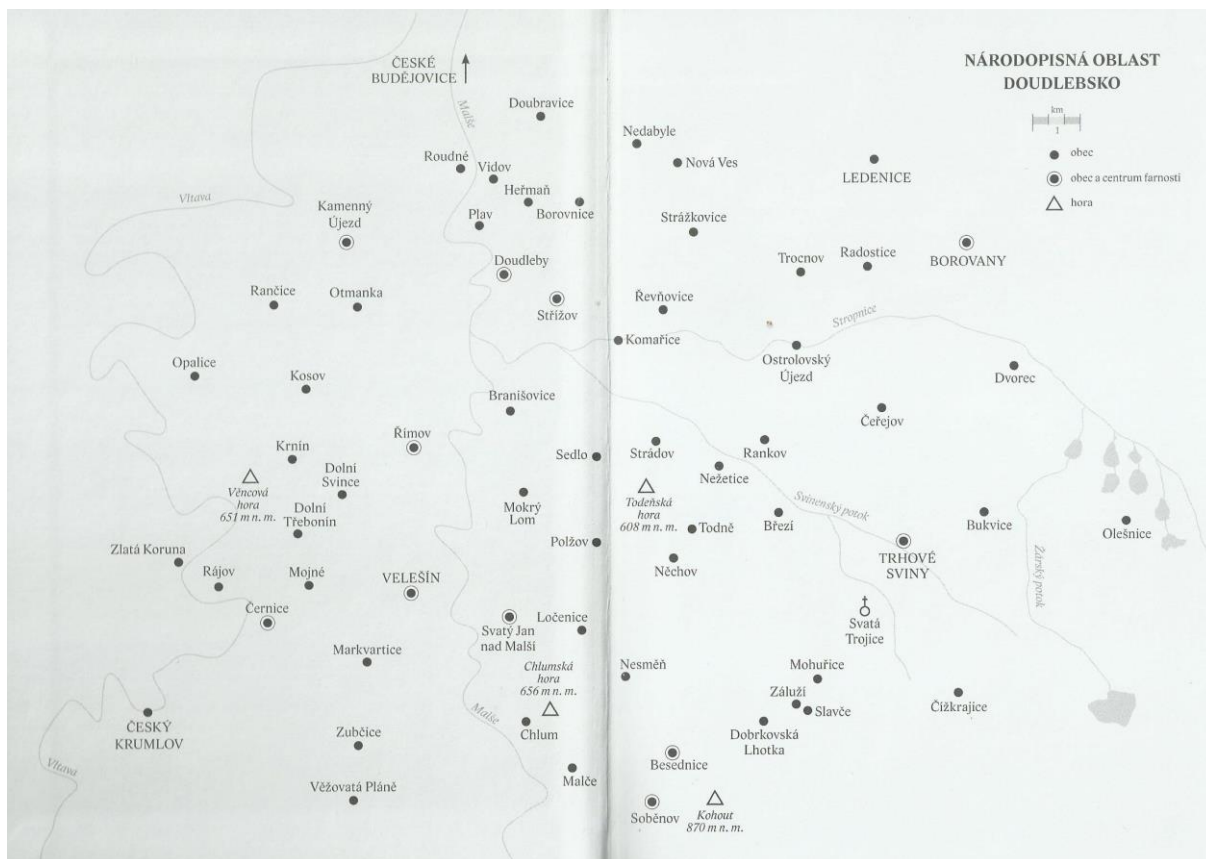 NÁRODOPISNÁ OBLAST
DOUDLEBSKO
km
1
obec
obec a centrum farnosti
hora
ČESKÉ
BUDĚJOVICE
Malše
Doubravice
Nedabyle
Nová Ves
LEDENICE
Roudné
Vidov
Heřmaň
Borovnice
Plav
Vltava
Kamenný
Újezd
Strážkovice
Trocnov
Radostice
BOROVANY
Doudleby
Střížov
Rančice
Otmanka
Řevňovice
Stropnice
Komařice
Ostrolovský
Újezd
Dvorec
Opalice
Kosov
Branišovice
Čeřejov
Římov
Krnín
Sedlo
Strádov
Rankov
Nežetice
Věncová
hora
651 m n. m.
Dolní
Svince
Dolní
Třebonín
Mokrý
Lom
Todeňská
hora
608 m n. m.
Svinenský potok
Březí
Bukvice
Olešnice
Todně
Polžov
Zlatá Koruna
Rájov
Mojné
VELEŠÍN
Něchov
TRHOVÉ
SVINY
Žárský potok
Černice
Svatý Jan
nad Malší
Ločenice
Svatá
Trojice
Markvartice
Chlumská
hora
656 m n. m.
Nesměň
Mohuřice
Záluží
Slavče
Čížkrajice
ČESKÝ
KRUMLOV
Malše
Chlum
Dobrkovská
Lhotka
Zubčice
Besednice
Malče
Vltava
Věžovatá Pláně
Soběnov
Kohout
870 m n. m.